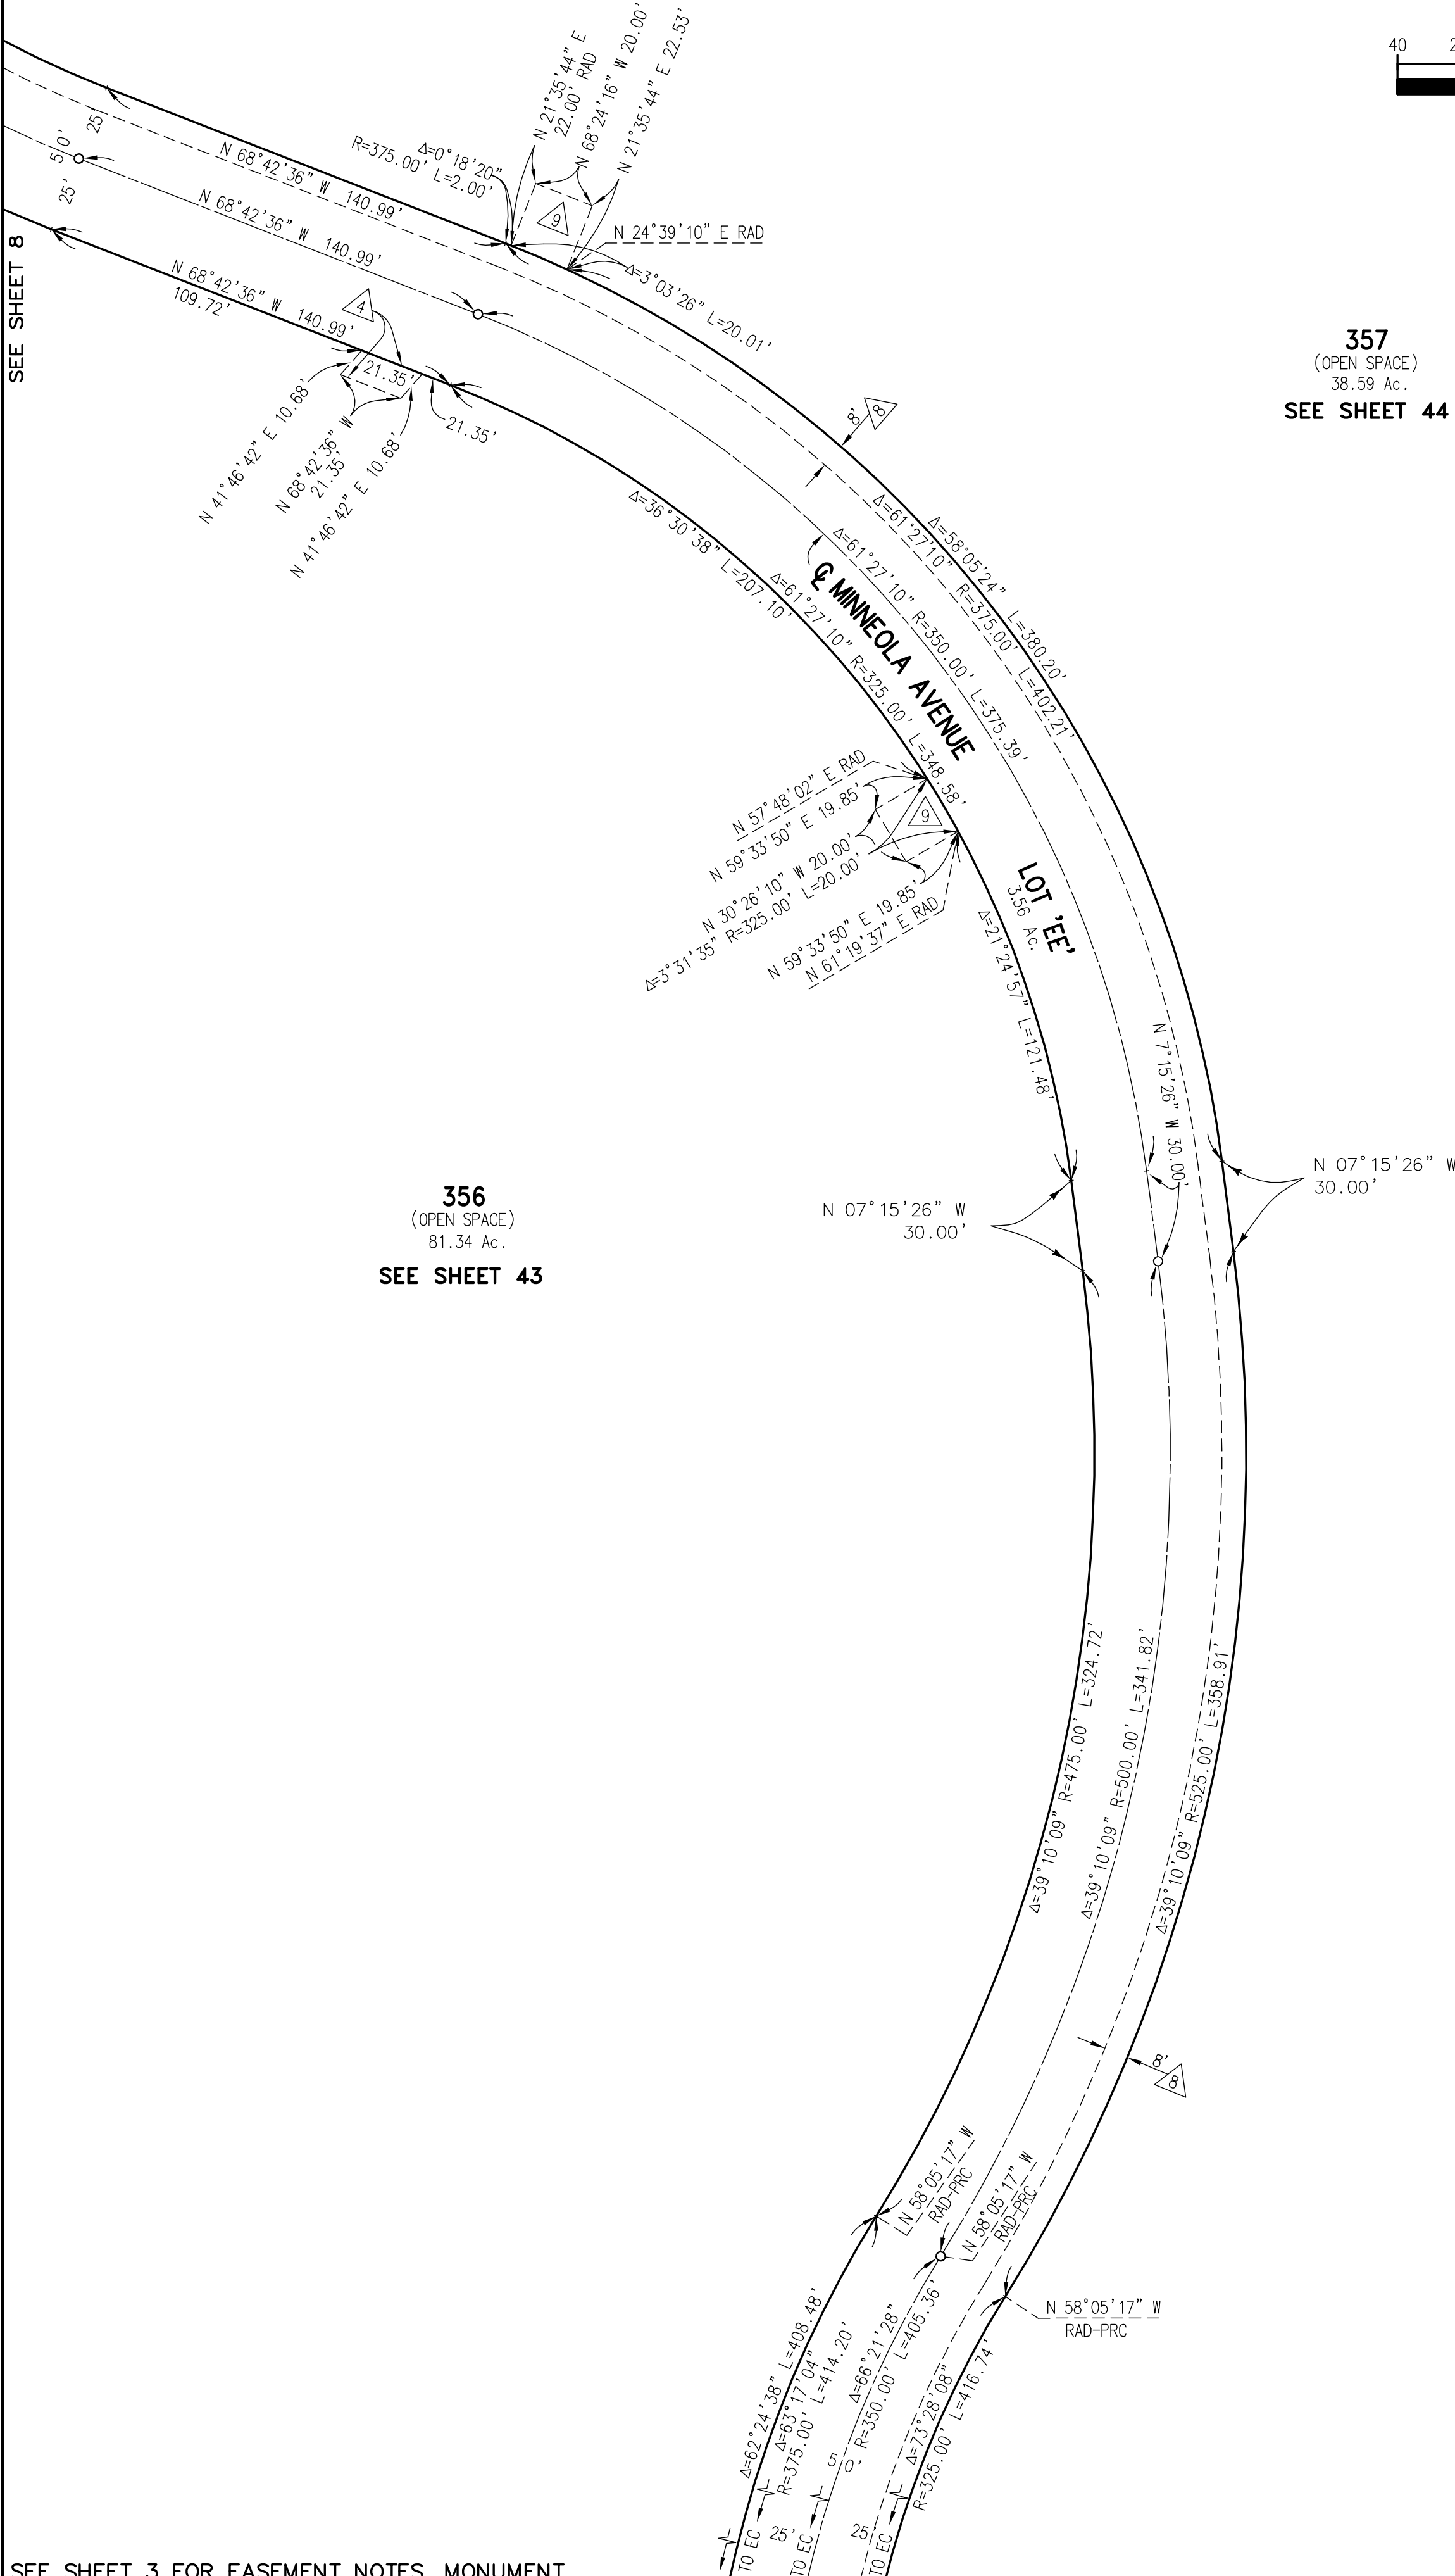 40
N 21°35'44" E
22.00' RAD
N 68°24'16" W 20.00'
N 21°35'44" E 22.53'
Δ=0°18'20"
R=375.00' L=2.00'
9
N 24°39'10" E RAD
Δ=3°03'26" L=20.01'
25'
50'
25'
N 68°42'36" W 140.99'
N 68°42'36" W 140.99'
N 68°42'36" W 140.99'
109.72'
4
21.35'
21.35'
N 41°46'42" E 10.68'
N 68°42'36" W
21.35'
N 41°46'42" E 10.68'
SEE SHEET 8
357
(OPEN SPACE)
38.59 Ac.
SEE SHEET 44
8'
8
Δ=58°05'24" L=380.20'
Δ=61°27'10" R=375.00' L=402.21'
Δ=61°27'10" R=350.00' L=375.39'
℄ MINNEOLA AVENUE
Δ=36°30'38" L=207.10'
Δ=61°27'10" R=325.00' L=348.58'
N 57°48'02" E RAD
N 59°33'50" E 19.85'
9
N 30°26'10" W 20.00'
Δ=3°31'35" R=325.00' L=20.00'
N 59°33'50" E 19.85'
N 61°19'37" E RAD
LOT 'EE'
3.56 Ac.
Δ=21°24'57" L=121.48'
N 7°15'26" W 30.00'
N 07°15'26" W
30.00'
N 07°15'26" W
30.00'
356
(OPEN SPACE)
81.34 Ac.
SEE SHEET 43
Δ=39°10'09" R=475.00' L=324.72'
Δ=39°10'09" R=500.00' L=341.82'
Δ=39°10'09" R=525.00' L=358.91'
8'
8
N 58°05'17" W
RAD-PRC
N 58°05'17" W
RAD-PRC
N 58°05'17" W
RAD-PRC
Δ=62°24'38" L=408.48'
Δ=63°17'04"
R=375.00' L=414.20'
Δ=66°21'28"
R=350.00' L=405.36'
Δ=73°28'08"
R=325.00' L=416.74'
50'
25'
25'
TO EC
TO EC
TO EC
SEE SHEET 3 FOR EASEMENT NOTES, MONUMENT